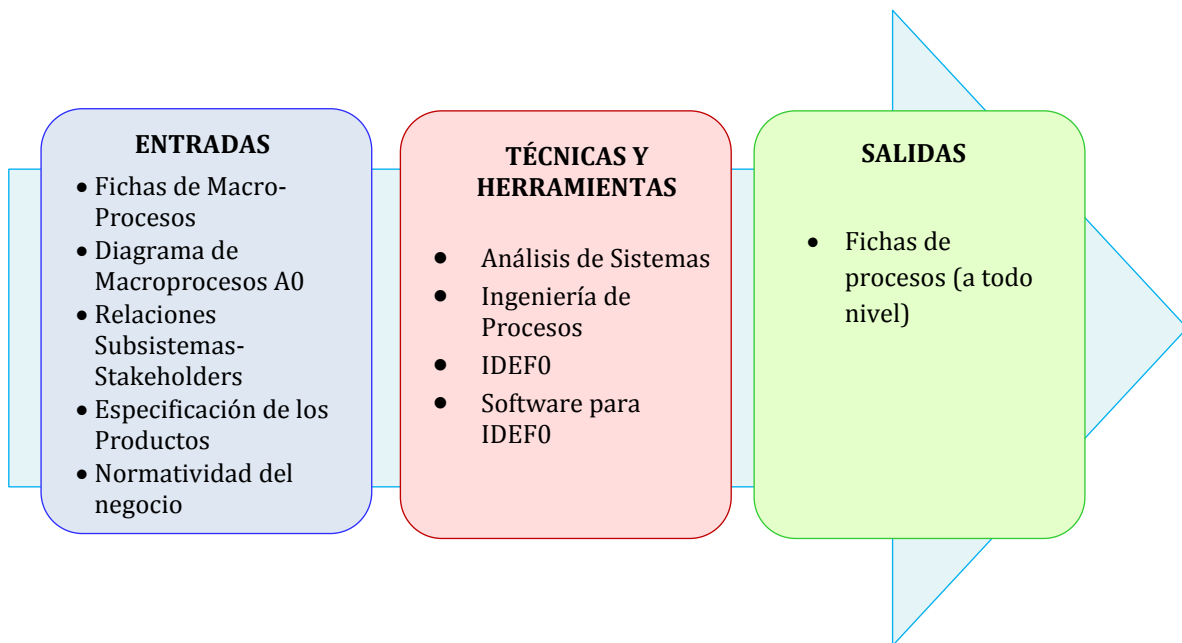 ENTRADAS
• Fichas de Macro-
Procesos
• Diagrama de
Macroprocesos A0
• Relaciones
Subsistemas-
Stakeholders
• Especificación de los
Productos
• Normatividad del
negocio
TÉCNICAS Y
HERRAMIENTAS
• Análisis de Sistemas
• Ingeniería de
Procesos
• IDEF0
• Software para
IDEF0
SALIDAS
• Fichas de
procesos (a todo
nivel)